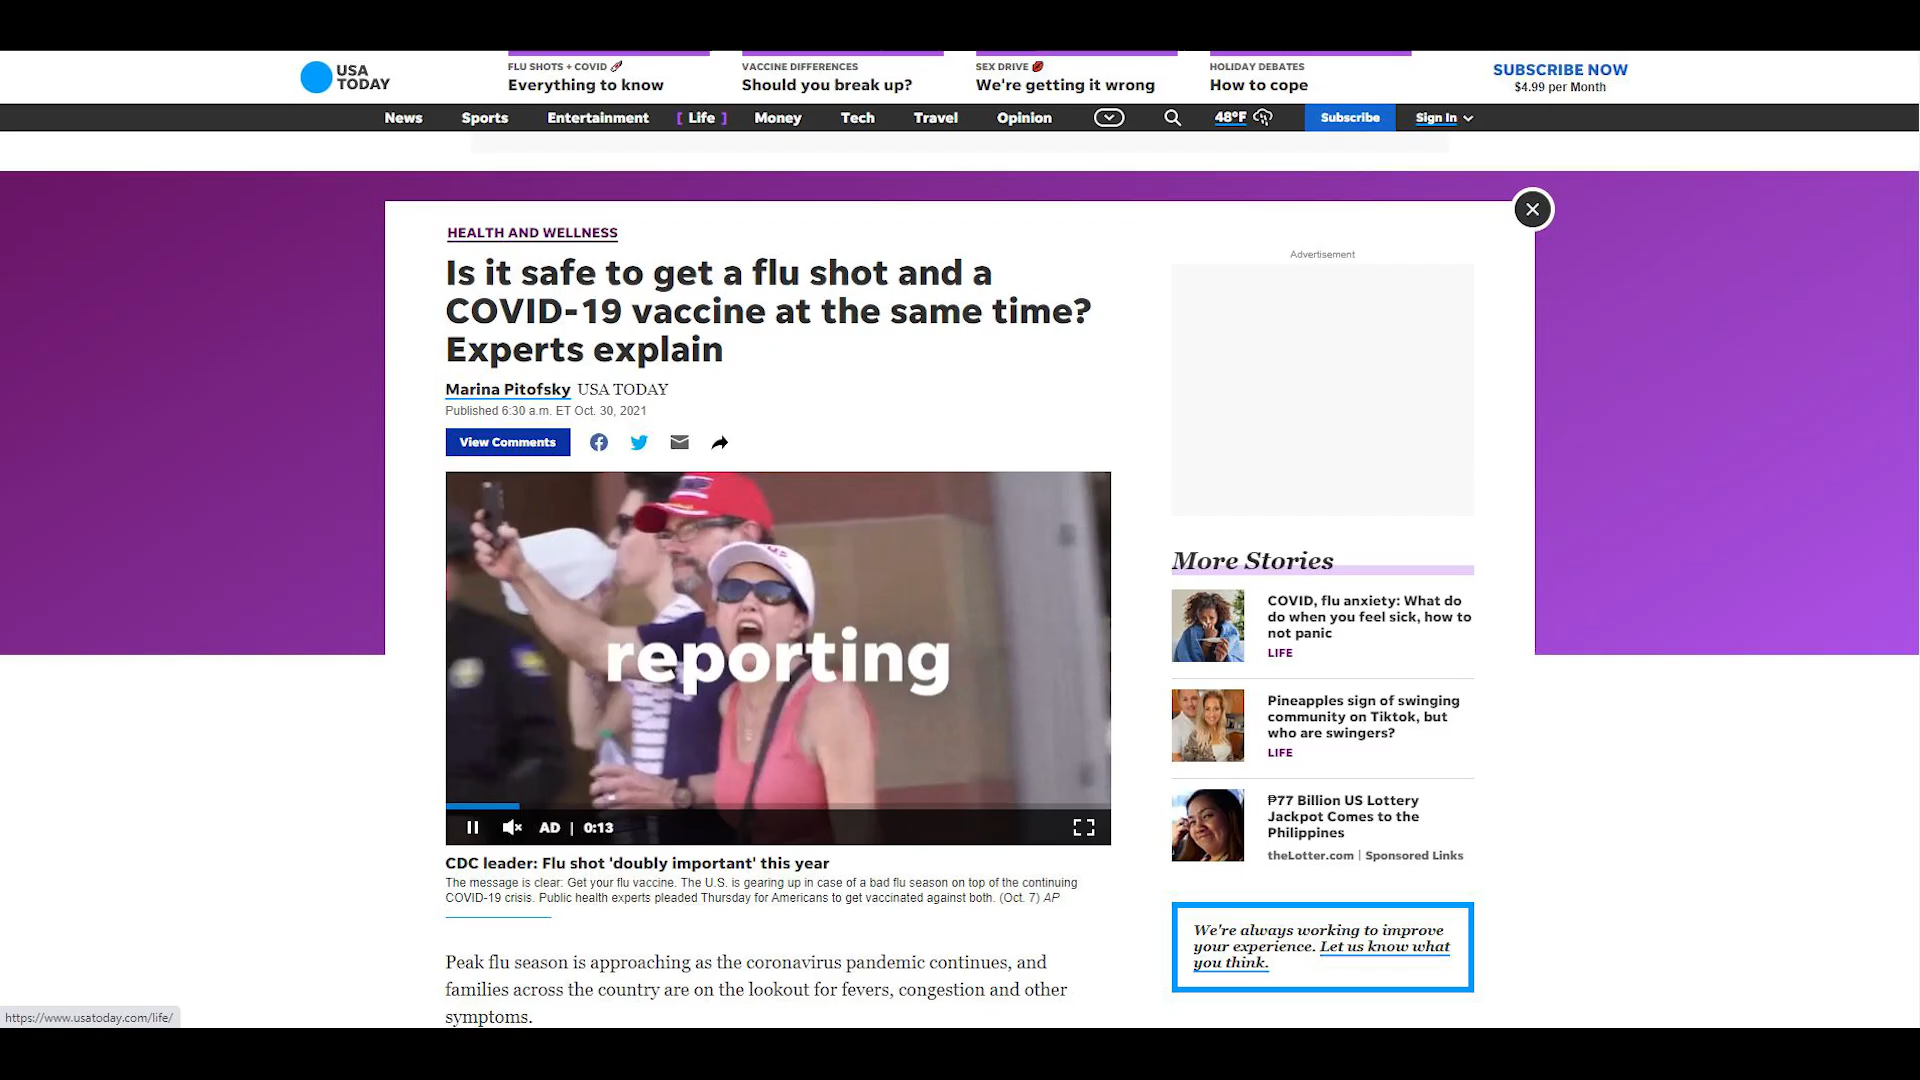 USA
TODAY
FLU SHOTS + COVID
Everything to know
VACCINE DIFFERENCES
Should you break up?
SEX DRIVE
We're getting it wrong
HOLIDAY DEBATES
How to cope
SUBSCRIBE NOW
$4.99 per Month
News Sports Entertainment [ Life ] Money Tech Travel Opinion 48°F Subscribe Sign In
HEALTH AND WELLNESS
Is it safe to get a flu shot and a
COVID-19 vaccine at the same time?
Experts explain
Marina Pitofsky USA TODAY
Published 6:30 a.m. ET Oct. 30, 2021
View Comments
reporting
AD | 0:13
CDC leader: Flu shot 'doubly important' this year
The message is clear: Get your flu vaccine. The U.S. is gearing up in case of a bad flu season on top of the continuing
COVID-19 crisis. Public health experts pleaded Thursday for Americans to get vaccinated against both. (Oct. 7) AP
Peak flu season is approaching as the coronavirus pandemic continues, and
families across the country are on the lookout for fevers, congestion and other
symptoms.
Advertisement
More Stories
COVID, flu anxiety: What do
do when you feel sick, how to
not panic
LIFE
Pineapples sign of swinging
community on Tiktok, but
who are swingers?
LIFE
₱77 Billion US Lottery
Jackpot Comes to the
Philippines
theLotter.com | Sponsored Links
We're always working to improve
your experience. Let us know what
you think.
https://www.usatoday.com/life/